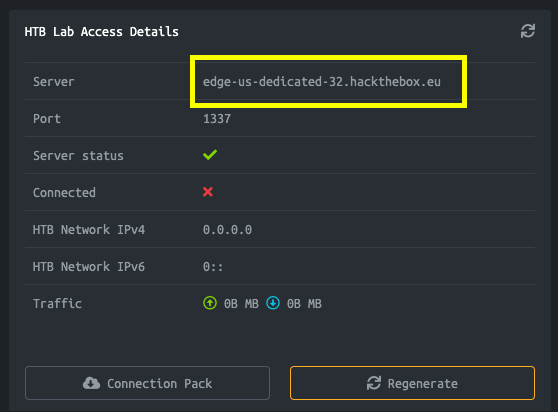 HTB Lab Access Details
Server edge-us-dedicated-32.hackthebox.eu
Port 1337
Server status
Connected
HTB Network IPv4 0.0.0.0
HTB Network IPv6 0::
Traffic 0B MB 0B MB
Connection Pack Regenerate